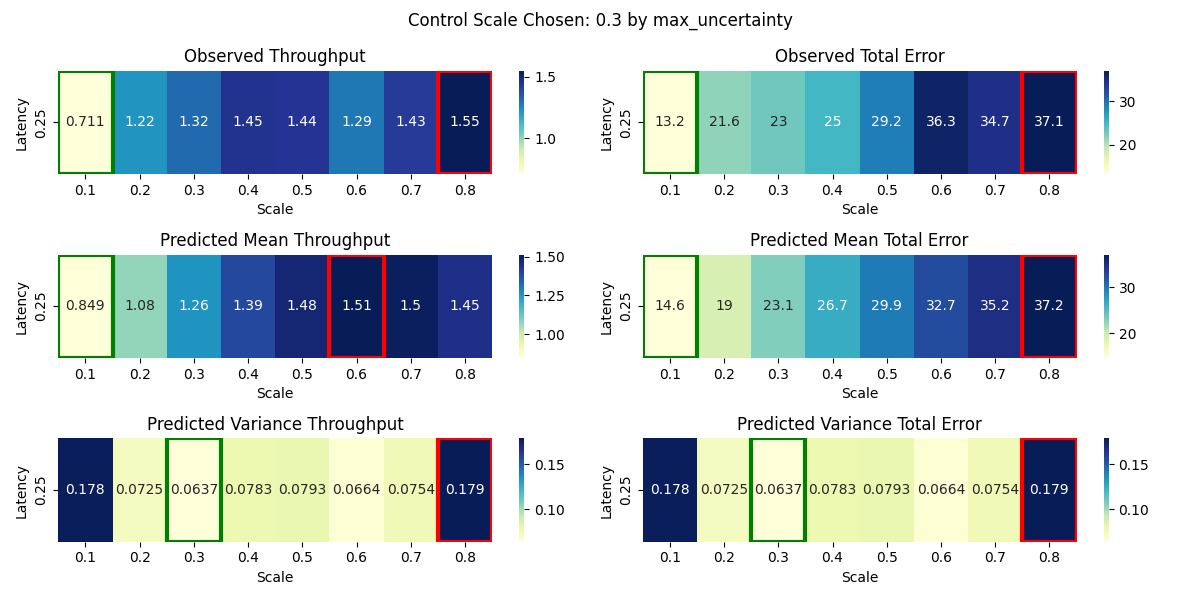 Control Scale Chosen: 0.3 by max_uncertainty
Observed Throughput
Latency
0.25
0.711 1.22 1.32 1.45 1.44 1.29 1.43 1.55
1.5
1.0
0.1 0.2 0.3 0.4 0.5 0.6 0.7 0.8
Scale
Observed Total Error
Latency
0.25
13.2 21.6 23 25 29.2 36.3 34.7 37.1
30
20
0.1 0.2 0.3 0.4 0.5 0.6 0.7 0.8
Scale
Predicted Mean Throughput
Latency
0.25
0.849 1.08 1.26 1.39 1.48 1.51 1.5 1.45
1.50
1.25
1.00
0.1 0.2 0.3 0.4 0.5 0.6 0.7 0.8
Scale
Predicted Mean Total Error
Latency
0.25
14.6 19 23.1 26.7 29.9 32.7 35.2 37.2
30
20
0.1 0.2 0.3 0.4 0.5 0.6 0.7 0.8
Scale
Predicted Variance Throughput
Latency
0.25
0.178 0.0725 0.0637 0.0783 0.0793 0.0664 0.0754 0.179
0.15
0.10
0.1 0.2 0.3 0.4 0.5 0.6 0.7 0.8
Scale
Predicted Variance Total Error
Latency
0.25
0.178 0.0725 0.0637 0.0783 0.0793 0.0664 0.0754 0.179
0.15
0.10
0.1 0.2 0.3 0.4 0.5 0.6 0.7 0.8
Scale